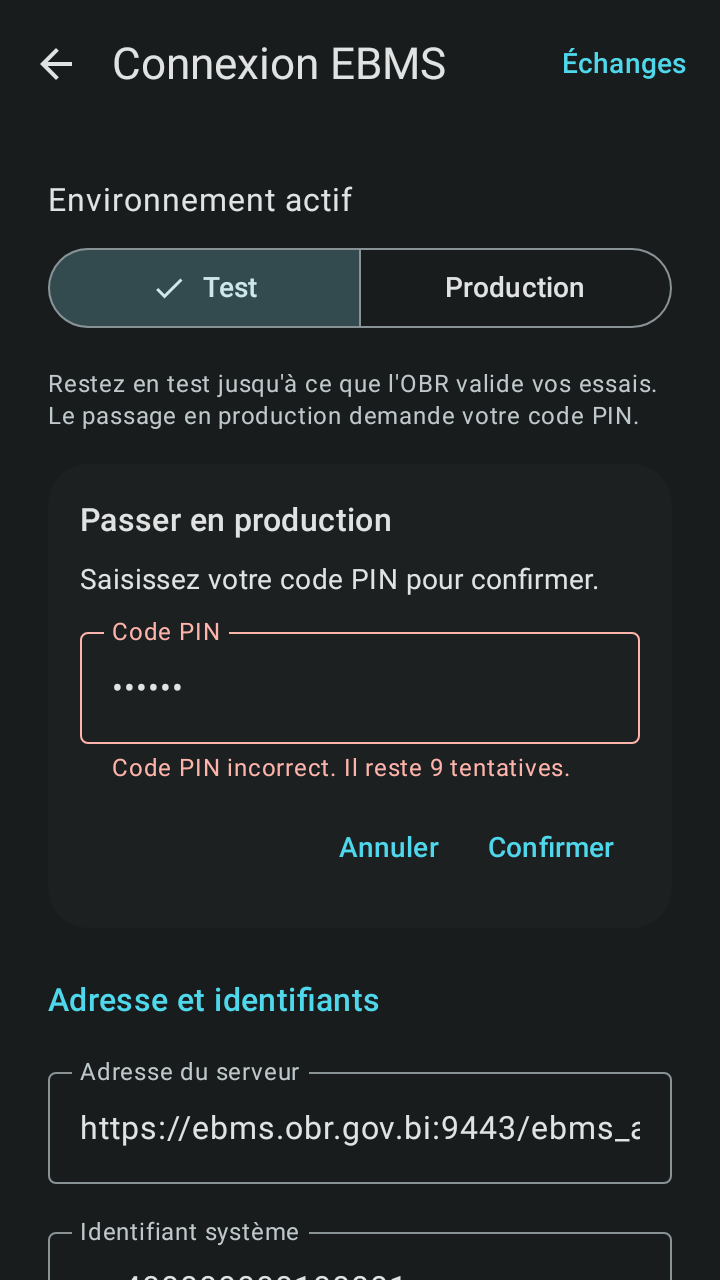 Connexion EBMS
Échanges
Environnement actif
Test
Production
Restez en test jusqu'à ce que l'OBR valide vos essais.
Le passage en production demande votre code PIN.
Passer en production
Saisissez votre code PIN pour confirmer.
Code PIN
••••••
Code PIN incorrect. Il reste 9 tentatives.
Annuler
Confirmer
Adresse et identifiants
Adresse du serveur
https://ebms.obr.gov.bi:9443/ebms_a
Identifiant système